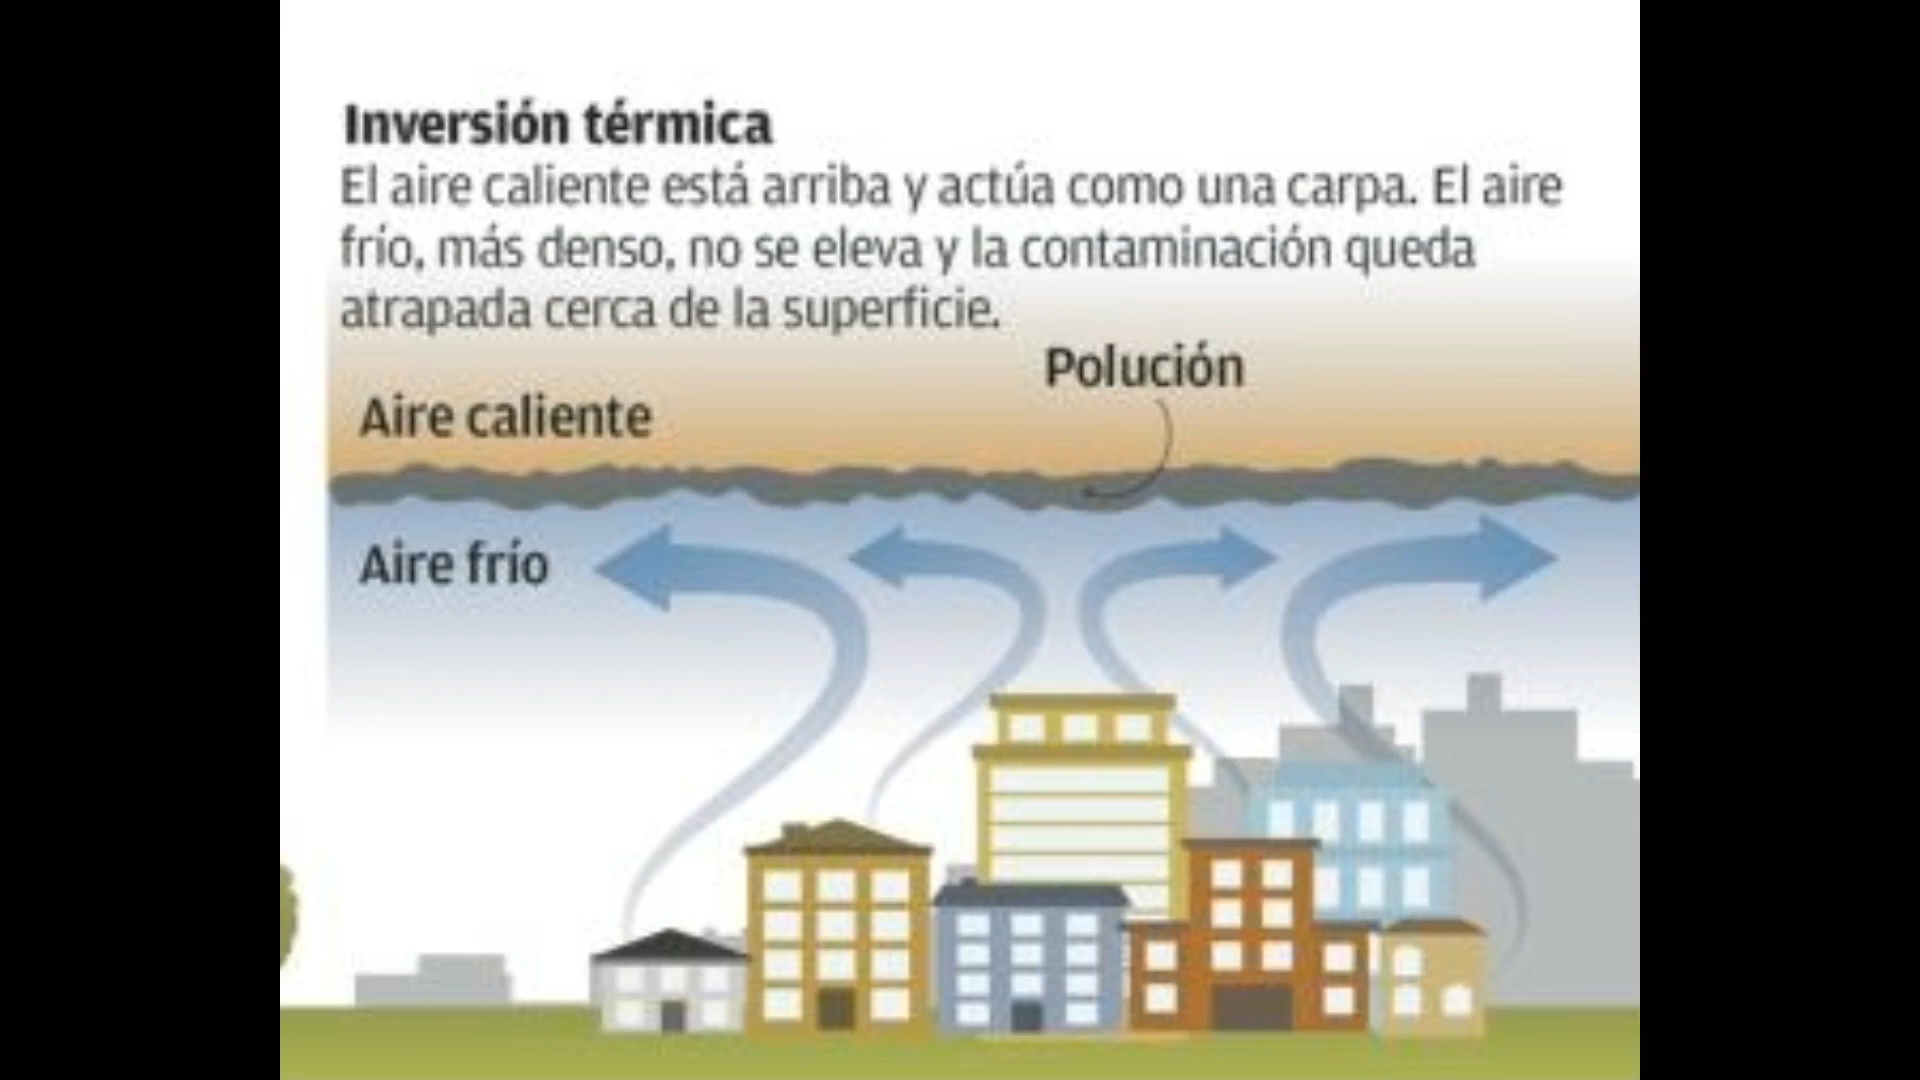 Inversión térmica
El aire caliente está arriba y actúa como una carpa. El aire
frío, más denso, no se eleva y la contaminación queda
atrapada cerca de la superficie.
Polución
Aire caliente
Aire frío